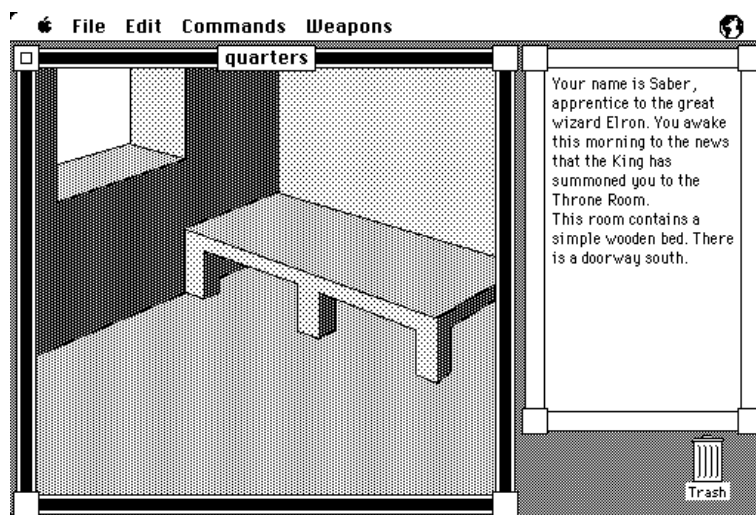 File Edit Commands Weapons
quarters
Your name is Saber,
apprentice to the great
wizard Elron. You awake
this morning to the news
that the King has
summoned you to the
Throne Room.
This room contains a
simple wooden bed. There
is a doorway south.
Trash